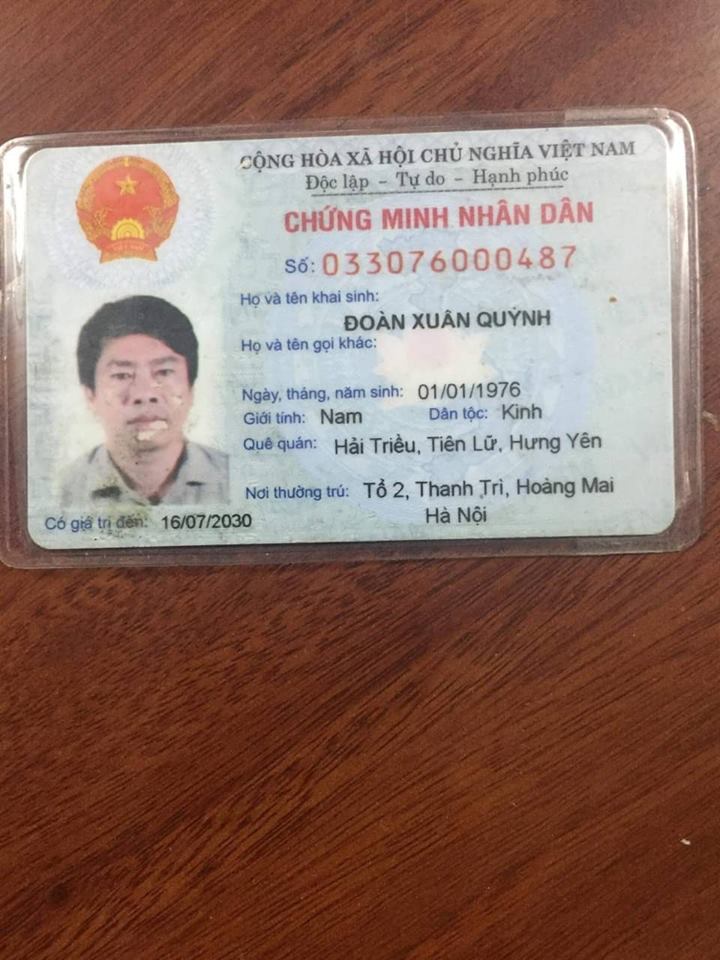 CỘNG HÒA XÃ HỘI CHỦ NGHĨA VIỆT NAM
Độc lập - Tự do - Hạnh phúc
CHỨNG MINH NHÂN DÂN
Số: 033076000487
Họ và tên khai sinh:
ĐOÀN XUÂN QUỲNH
Họ và tên gọi khác:
Ngày, tháng, năm sinh: 01/01/1976
Giới tính: Nam Dân tộc: Kinh
Quê quán: Hải Triều, Tiên Lữ, Hưng Yên
Nơi thường trú: Tổ 2, Thanh Trì, Hoàng Mai
Hà Nội
Có giá trị đến: 16/07/2030